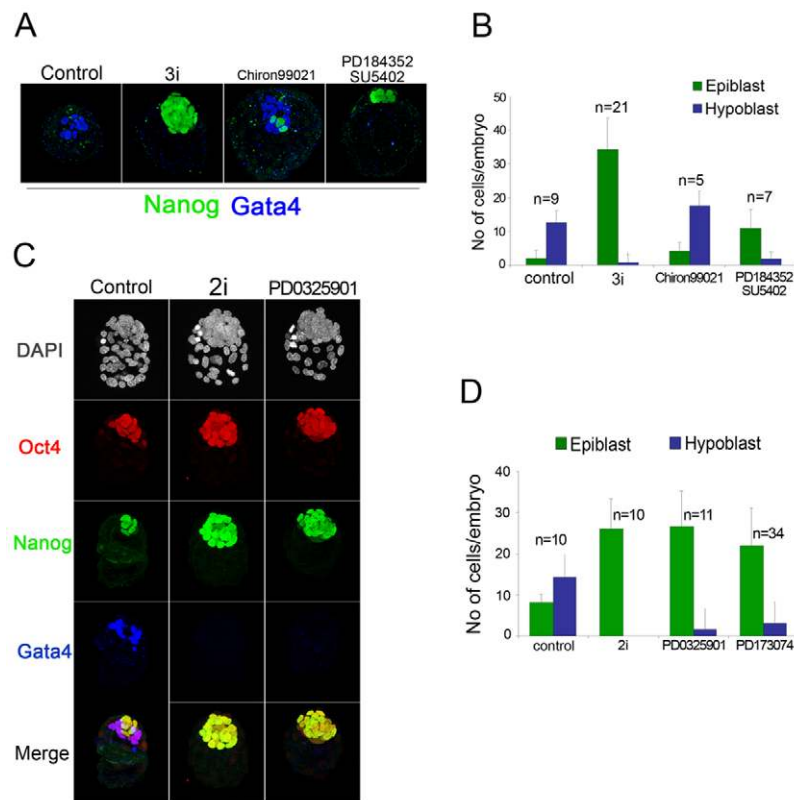 A
Control
3i
Chiron99021
PD184352
SU5402
Nanog Gata4
B
Epiblast
Hypoblast
No of cells/embryo
50
40
30
20
10
0
n=9
n=21
n=5
n=7
control
3i
Chiron99021
PD184352
SU5402
C
Control
2i
PD0325901
DAPI
Oct4
Nanog
Gata4
Merge
D
Epiblast
Hypoblast
No of cells/embryo
40
30
20
10
0
n=10
n=10
n=11
n=34
control
2i
PD0325901
PD173074